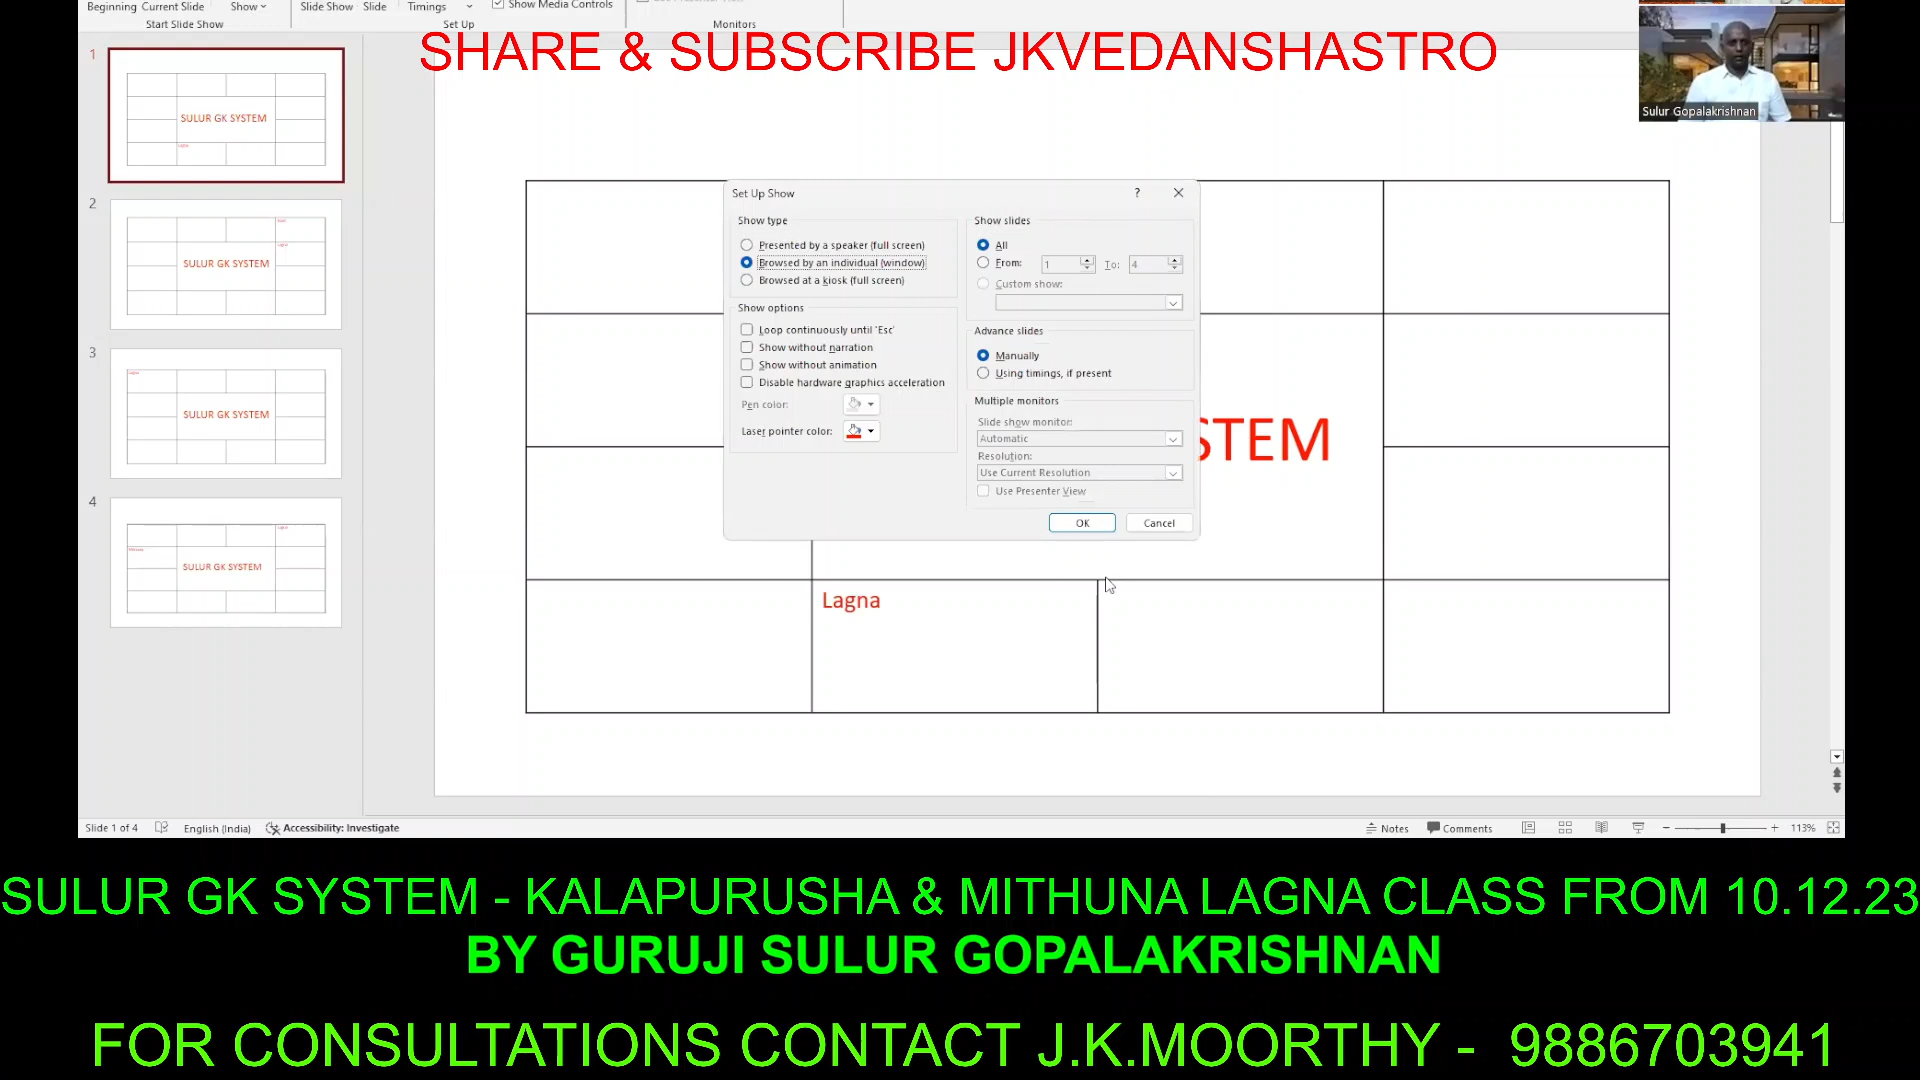 Beginning Current Slide Show Slide Show Slide Timings Show Media Controls
Start Slide Show Set Up Monitors
SHARE & SUBSCRIBE JKVEDANSHASTRO
Sulur Gopalakrishnan
1
SULUR GK SYSTEM
Lagna
2
Lagna
SULUR GK SYSTEM
3
Lagna
SULUR GK SYSTEM
4
Lagna
SULUR GK SYSTEM
Set Up Show ?
Show type
Presented by a speaker (full screen)
Browsed by an individual (window)
Browsed at a kiosk (full screen)
Show options
Loop continuously until 'Esc'
Show without narration
Show without animation
Disable hardware graphics acceleration
Pen color:
Laser pointer color:
Show slides
All
From: 1 To: 4
Custom show:
Advance slides
Manually
Using timings, if present
Multiple monitors
Slide show monitor:
Automatic
Resolution:
Use Current Resolution
Use Presenter View
OK Cancel
STEM
Lagna
Slide 1 of 4 English (India) Accessibility: Investigate Notes Comments 113%
SULUR GK SYSTEM - KALAPURUSHA & MITHUNA LAGNA CLASS FROM 10.12.23
BY GURUJI SULUR GOPALAKRISHNAN
FOR CONSULTATIONS CONTACT J.K.MOORTHY - 9886703941